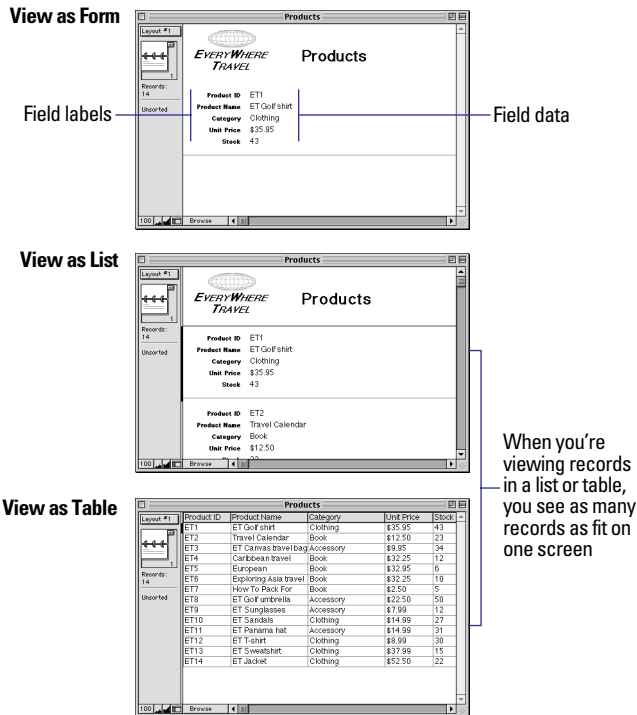 View as Form
Products
Layout #1
1
Records:
14
Unsorted
EVERYWHERE
TRAVEL
Products
Product ID ET1
Product Name ET Golf shirt
Category Clothing
Unit Price $35.95
Stock 43
Field labels
Field data
100 Browse
View as List
Products
Layout #1
1
Records:
14
Unsorted
EVERYWHERE
TRAVEL
Products
Product ID ET1
Product Name ET Golf shirt
Category Clothing
Unit Price $35.95
Stock 43
Product ID ET2
Product Name Travel Calendar
Category Book
Unit Price $12.50
100 Browse
When you're
viewing records
in a list or table,
you see as many
records as fit on
one screen
View as Table
Products
Layout #1
1
Records:
14
Unsorted
Product ID Product Name Category Unit Price Stock
ET1 ET Golf shirt Clothing $35.95 43
ET2 Travel Calendar Book $12.50 23
ET3 ET Canvas travel bag Accessory $9.95 34
ET4 Caribbean travel Book $32.25 12
ET5 European Book $32.95 6
ET6 Exploring Asia travel Book $32.25 10
ET7 How To Pack For Book $2.50 5
ET8 ET Golf umbrella Accessory $22.50 50
ET9 ET Sunglasses Accessory $7.99 12
ET10 ET Sandals Clothing $14.99 27
ET11 ET Panama hat Accessory $14.99 31
ET12 ET T-shirt Clothing $8.99 30
ET13 ET Sweatshirt Clothing $37.99 15
ET14 ET Jacket Clothing $52.50 22
100 Browse